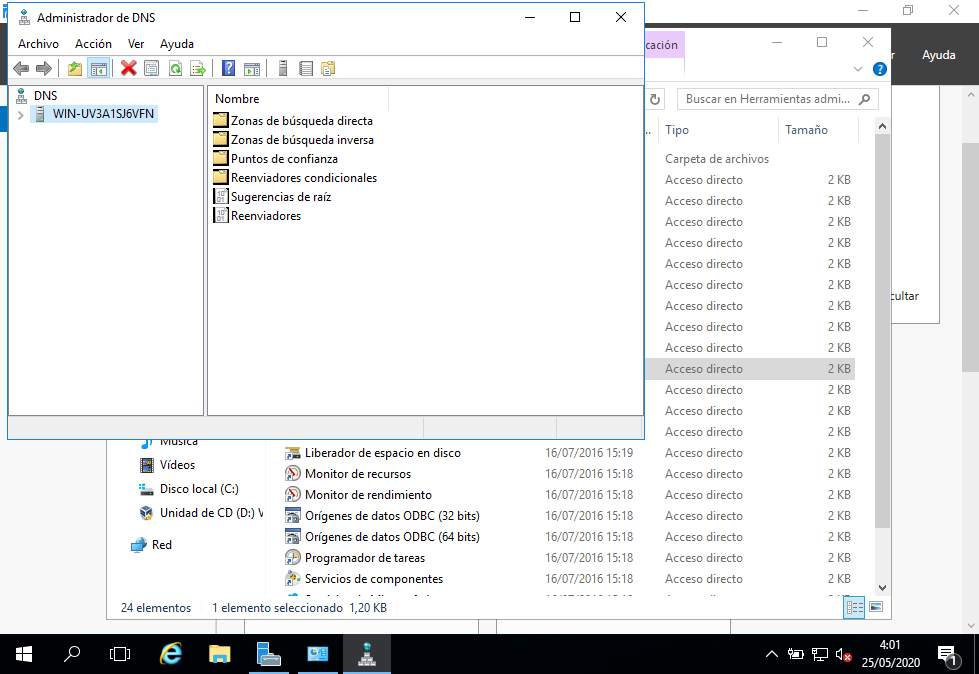 Administrador de DNS
Archivo Acción Ver Ayuda
DNS
WIN-UV3A1SJ6VFN
Nombre
Zonas de búsqueda directa
Zonas de búsqueda inversa
Puntos de confianza
Reenviadores condicionales
Sugerencias de raíz
Reenviadores
cación
Ayuda
Buscar en Herramientas admi...
Tipo Tamaño
Carpeta de archivos
Acceso directo 2 KB
Acceso directo 2 KB
Acceso directo 2 KB
Acceso directo 2 KB
Acceso directo 2 KB
Acceso directo 2 KB
Acceso directo 2 KB
Acceso directo 2 KB
Acceso directo 2 KB
Acceso directo 2 KB
Acceso directo 2 KB
Acceso directo 2 KB
Acceso directo 2 KB
cultar
Música
Vídeos
Disco local (C:)
Unidad de CD (D:) V
Red
Liberador de espacio en disco 16/07/2016 15:19 Acceso directo 2 KB
Monitor de recursos 16/07/2016 15:18 Acceso directo 2 KB
Monitor de rendimiento 16/07/2016 15:18 Acceso directo 2 KB
Orígenes de datos ODBC (32 bits) 16/07/2016 15:18 Acceso directo 2 KB
Orígenes de datos ODBC (64 bits) 16/07/2016 15:18 Acceso directo 2 KB
Programador de tareas 16/07/2016 15:18 Acceso directo 2 KB
Servicios de componentes 16/07/2016 15:18 Acceso directo 2 KB
24 elementos 1 elemento seleccionado 1,20 KB
4:01
25/05/2020
1